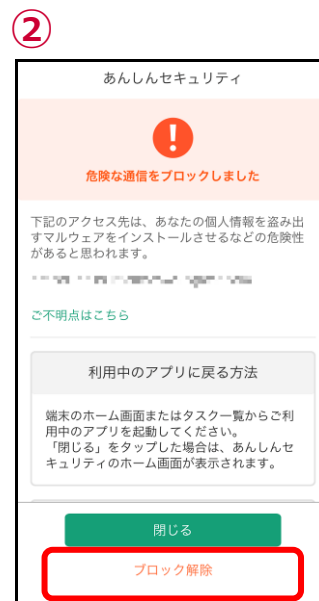 ②
あんしんセキュリティ
危険な通信をブロックしました
下記のアクセス先は、あなたの個人情報を盗み出
すマルウェアをインストールさせるなどの危険性
があると思われます。
ご不明点はこちら
利用中のアプリに戻る方法
端末のホーム画面またはタスク一覧からご利
用中のアプリを起動してください。
「閉じる」をタップした場合は、あんしんセ
キュリティのホーム画面が表示されます。
閉じる
ブロック解除